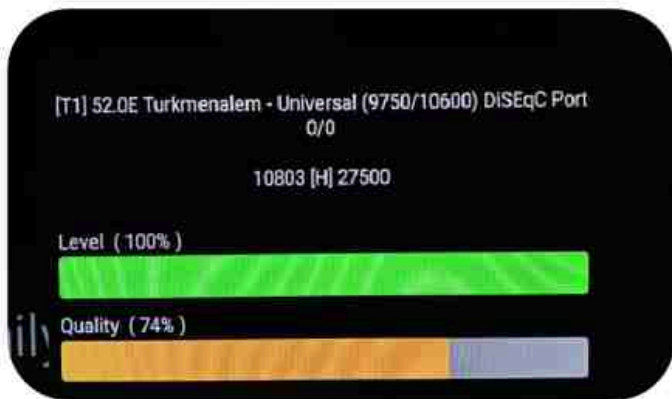 [T1] 52.0E Turkmenalem - Universal (9750/10600) DiSEqC Port
0/0
10803 [H] 27500
Level ( 100% )
Quality ( 74% )